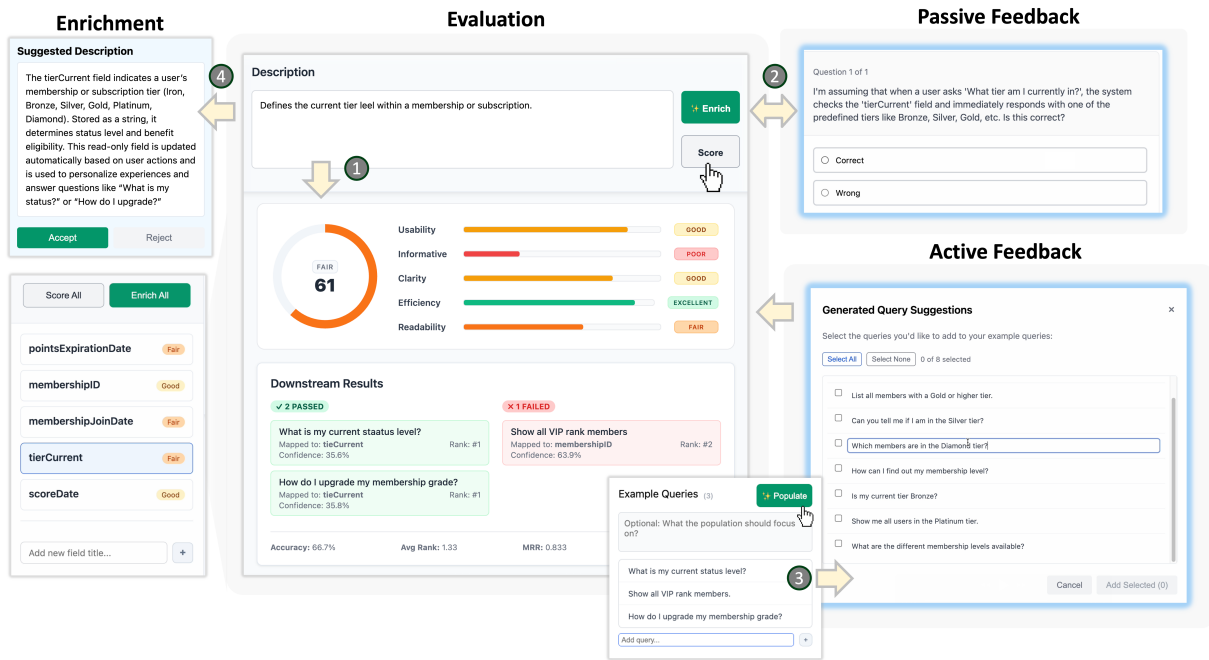 Enrichment
Suggested Description
The tierCurrent field indicates a user's
membership or subscription tier (Iron,
Bronze, Silver, Gold, Platinum,
Diamond). Stored as a string, it
determines status level and benefit
eligibility. This read-only field is updated
automatically based on user actions and
is used to personalize experiences and
answer questions like "What is my
status?" or "How do I upgrade?"
Accept
Reject
4
Score All
Enrich All
pointsExpirationDate
Fair
membershipID
Good
membershipJoinDate
Fair
tierCurrent
Fair
scoreDate
Good
Add new field title...
+
Evaluation
Description
Defines the current tier leel within a membership or subscription.
Enrich
Score
1
FAIR
61
Usability
GOOD
Informative
POOR
Clarity
GOOD
Efficiency
EXCELLENT
Readability
FAIR
Downstream Results
✓ 2 PASSED
What is my current staatus level?
Mapped to: tieCurrent
Rank: #1
Confidence: 35.6%
How do I upgrade my membership grade?
Mapped to: tieCurrent
Rank: #1
Confidence: 35.8%
✕ 1 FAILED
Show all VIP rank members
Mapped to: membershipID
Rank: #2
Confidence: 63.9%
Accuracy: 66.7%
Avg Rank: 1.33
MRR: 0.833
Example Queries (3)
Populate
Optional: What the population should focus
on?
What is my current status level?
Show all VIP rank members.
How do I upgrade my membership grade?
Add query...
+
3
Passive Feedback
2
Question 1 of 1
I'm assuming that when a user asks 'What tier am I currently in?', the system
checks the 'tierCurrent' field and immediately responds with one of the
predefined tiers like Bronze, Silver, Gold, etc. Is this correct?
Correct
Wrong
Active Feedback
Generated Query Suggestions
×
Select the queries you'd like to add to your example queries:
Select All
Select None
0 of 8 selected
List all members with a Gold or higher tier.
Can you tell me if I am in the Silver tier?
Which members are in the Diamond tier?
How can I find out my membership level?
Is my current tier Bronze?
Show me all users in the Platinum tier.
What are the different membership levels available?
Cancel
Add Selected (0)